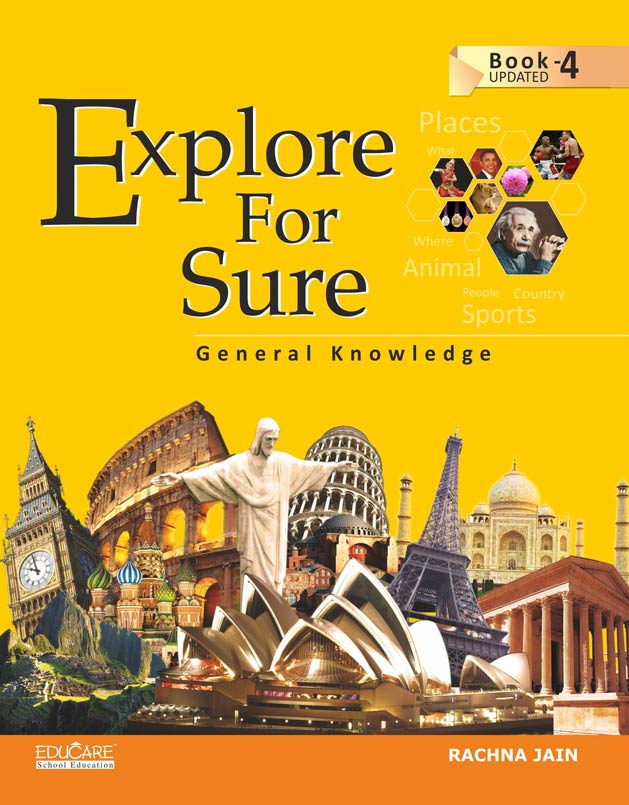 Book -4
UPDATED
Explore
For
Sure
Places
What
Where
Animal
People Country
Sports
General Knowledge
EDUCARE™
School Education
RACHNA JAIN